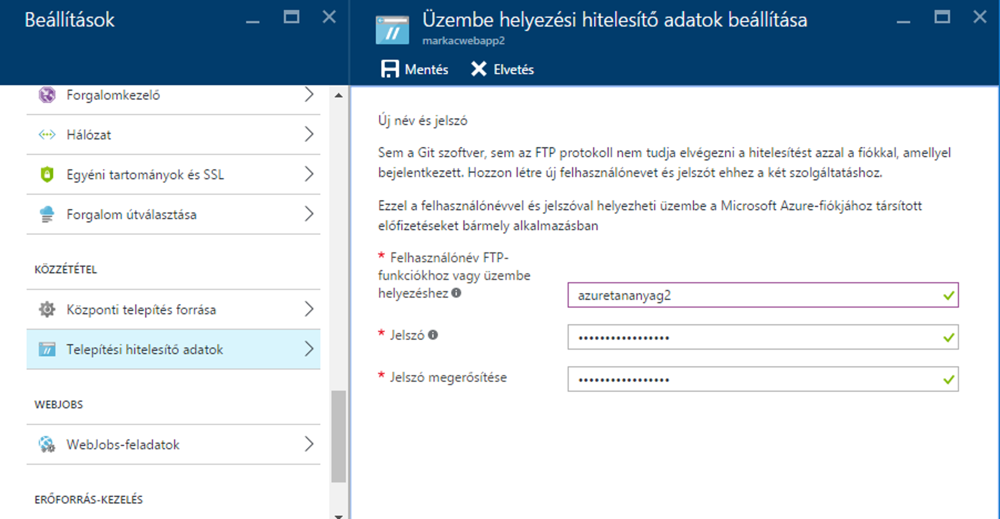 Beállítások
Forgalomkezelő
Hálózat
Egyéni tartományok és SSL
Forgalom útválasztása
KÖZZÉTÉTEL
Központi telepítés forrása
Telepítési hitelesítő adatok
WEBJOBS
WebJobs-feladatok
ERŐFORRÁS-KEZELÉS
Üzembe helyezési hitelesítő adatok beállítása
markacwebapp2
Mentés Elvetés
Új név és jelszó
Sem a Git szoftver, sem az FTP protokoll nem tudja elvégezni a hitelesítést azzal a fiókkal, amellyel
bejelentkezett. Hozzon létre új felhasználónevet és jelszót ehhez a két szolgáltatáshoz.
Ezzel a felhasználónévvel és jelszóval helyezheti üzembe a Microsoft Azure-fiókjához társított
előfizetéseket bármely alkalmazásban
* Felhasználónév FTP-
funkciókhoz vagy üzembe
helyezéshez
azuretananyag2
* Jelszó
•••••••••••••••••
* Jelszó megerősítése
•••••••••••••••••